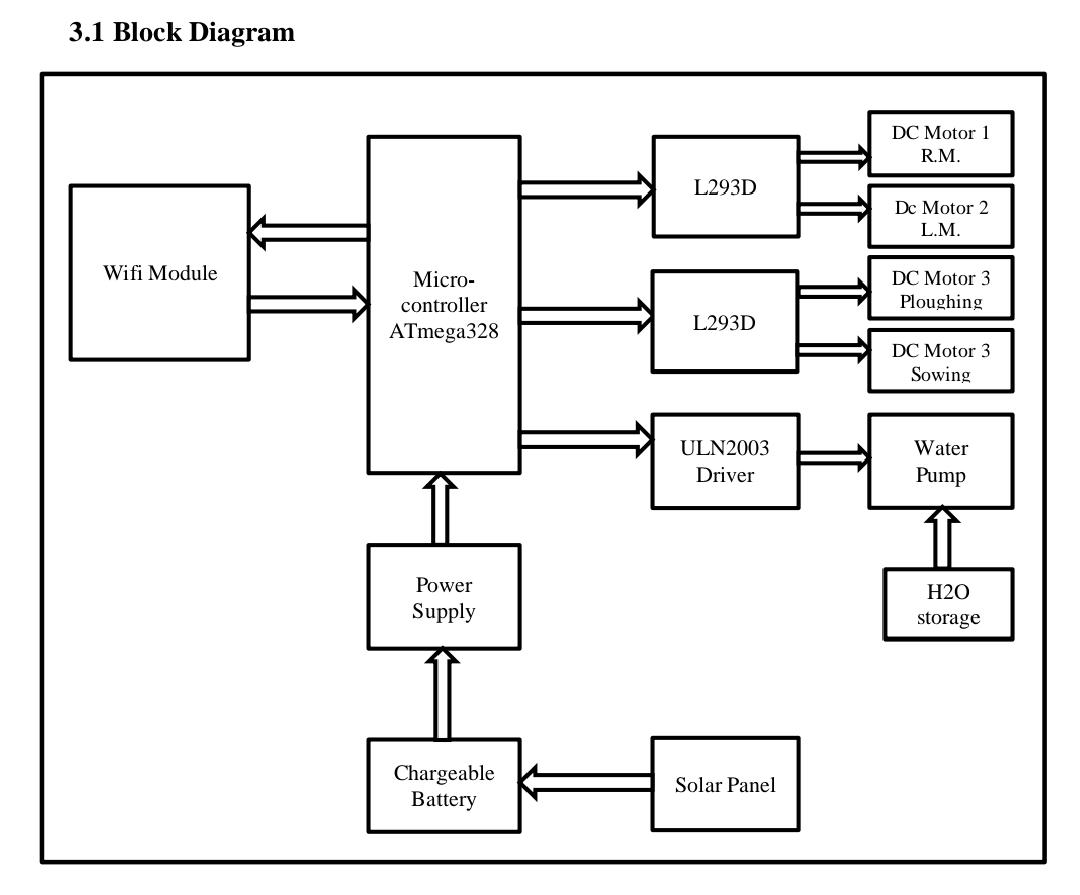 3.1 Block Diagram
Wifi Module
Micro-
controller
ATmega328
L293D
DC Motor 1
R.M.
Dc Motor 2
L.M.
L293D
DC Motor 3
Ploughing
DC Motor 3
Sowing
ULN2003
Driver
Water
Pump
H2O
storage
Power
Supply
Chargeable
Battery
Solar Panel